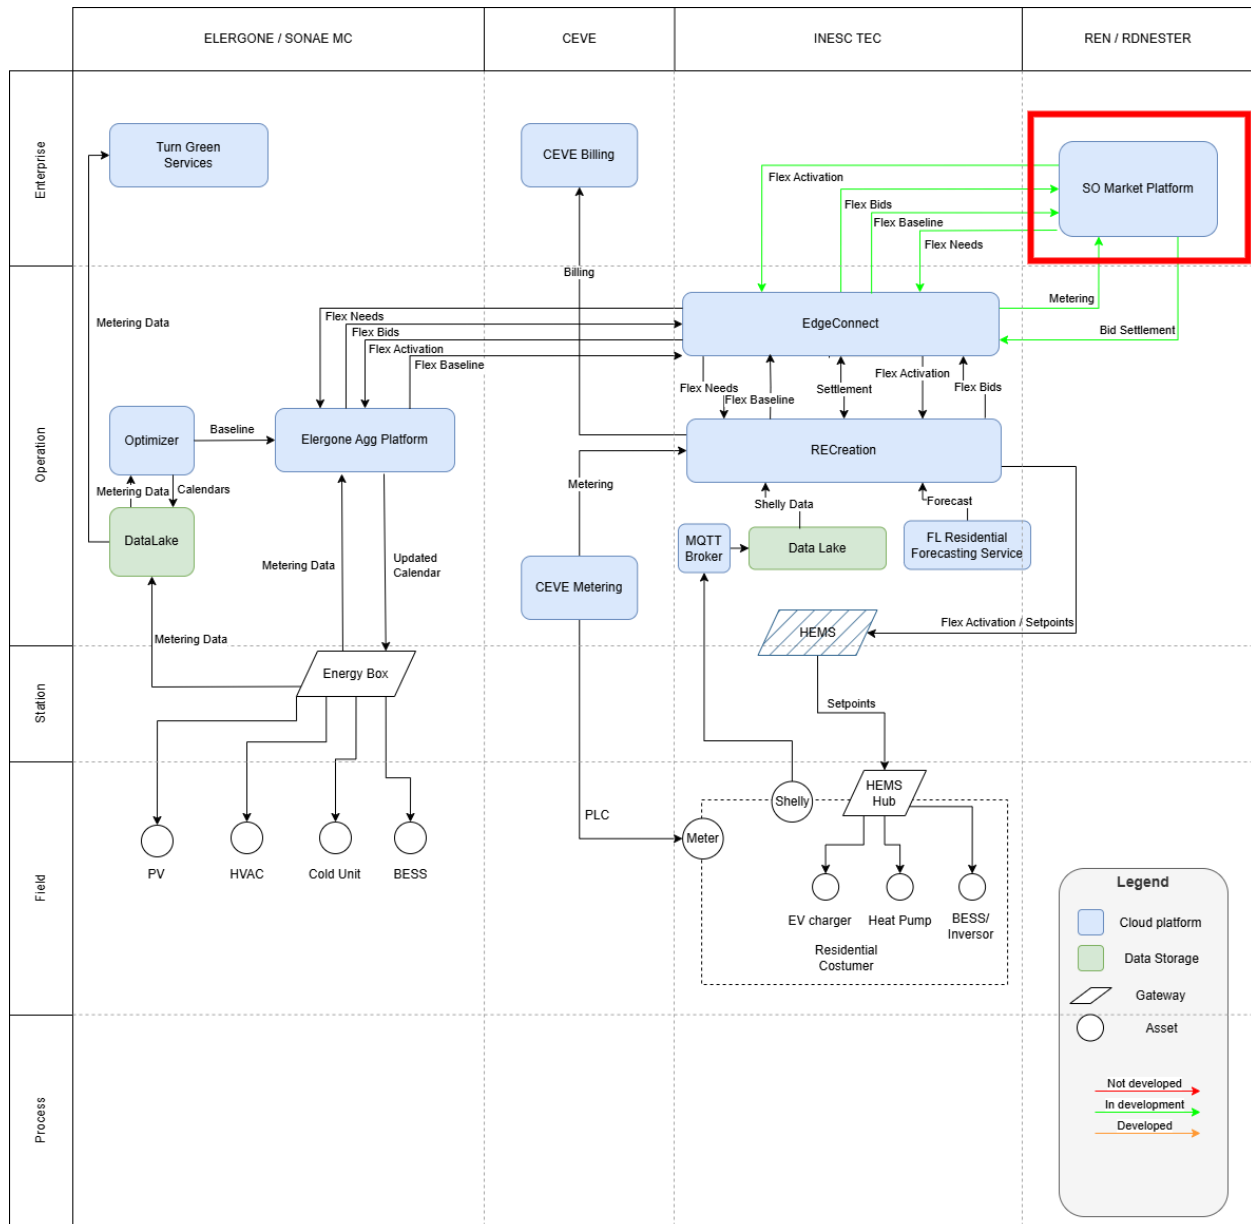 ELERGONE / SONAE MC
CEVE
INESC TEC
REN / RDNESTER
Enterprise
Turn Green
Services
CEVE Billing
SO Market Platform
Flex Activation
Flex Bids
Flex Baseline
Flex Needs
Billing
Metering
Bid Settlement
Operation
Metering Data
Flex Needs
Flex Bids
Flex Activation
Flex Baseline
EdgeConnect
Flex Needs
Flex Baseline
Settlement
Flex Activation
Flex Bids
Optimizer
Baseline
Elergone Agg Platform
RECreation
Metering Data
Calendars
Metering
Shelly Data
Forecast
DataLake
MQTT
Broker
Data Lake
FL Residential
Forecasting Service
Metering Data
Updated
Calendar
CEVE Metering
Metering Data
HEMS
Flex Activation / Setpoints
Station
Energy Box
Setpoints
Field
Shelly
HEMS
Hub
PLC
Meter
PV
HVAC
Cold Unit
BESS
EV charger
Heat Pump
BESS/
Inversor
Residential
Costumer
Legend
Cloud platform
Data Storage
Gateway
Asset
Not developed
In development
Developed
Process